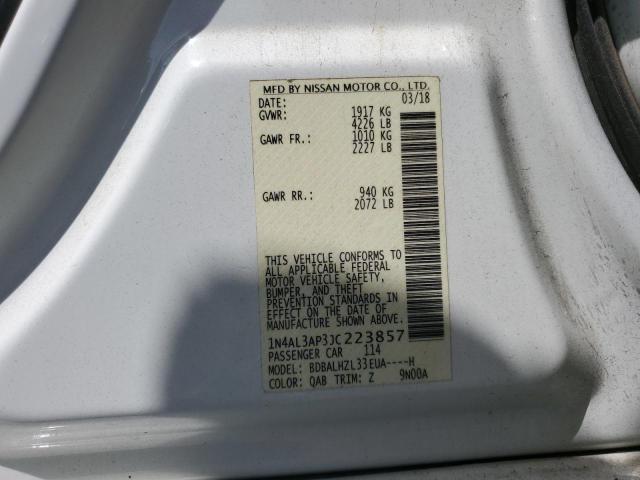 MFD BY NISSAN MOTOR CO., LTD.
DATE: 03/18
GVWR: 1917 KG
4226 LB
GAWR FR.: 1010 KG
2227 LB
GAWR RR.: 940 KG
2072 LB
THIS VEHICLE CONFORMS TO
ALL APPLICABLE FEDERAL
MOTOR VEHICLE SAFETY,
BUMPER, AND THEFT
PREVENTION STANDARDS IN
EFFECT ON THE DATE OF
MANUFACTURE SHOWN ABOVE.
1N4AL3AP3JC223857
PASSENGER CAR 114
MODEL: BDBALHZL33EUA----H
COLOR: QAB TRIM: Z 9N00A